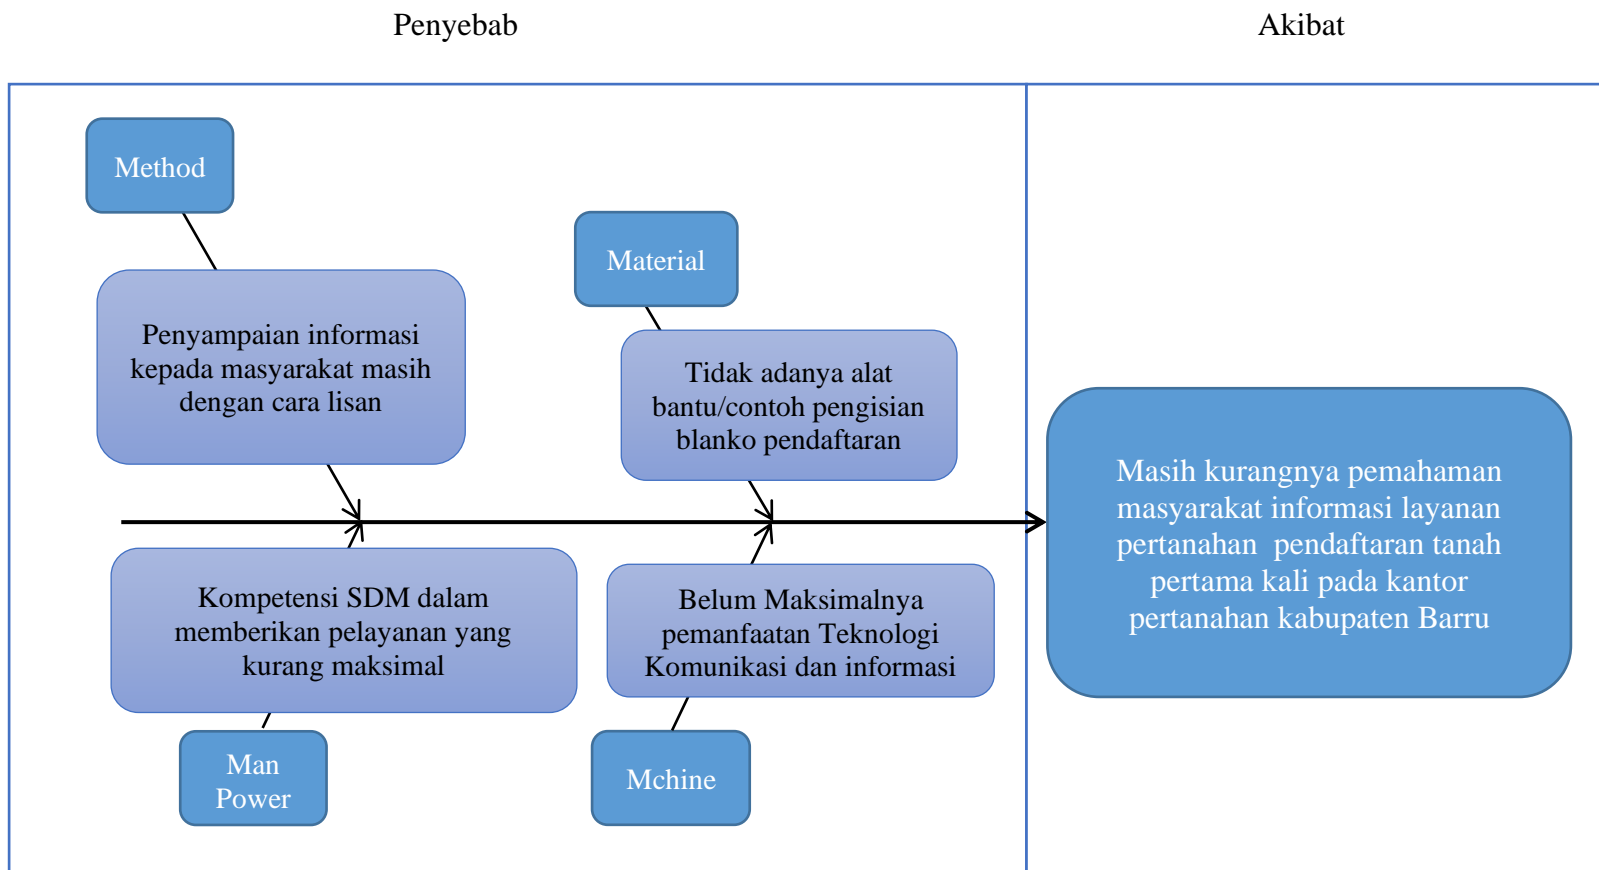 Penyebab
Akibat
Method
Penyampaian informasi
kepada masyarakat masih
dengan cara lisan
Material
Tidak adanya alat
bantu/contoh pengisian
blanko pendaftaran
Kompetensi SDM dalam
memberikan pelayanan yang
kurang maksimal
Man
Power
Belum Maksimalnya
pemanfaatan Teknologi
Komunikasi dan informasi
Mchine
Masih kurangnya pemahaman
masyarakat informasi layanan
pertanahan  pendaftaran tanah
pertama kali pada kantor
pertanahan kabupaten Barru